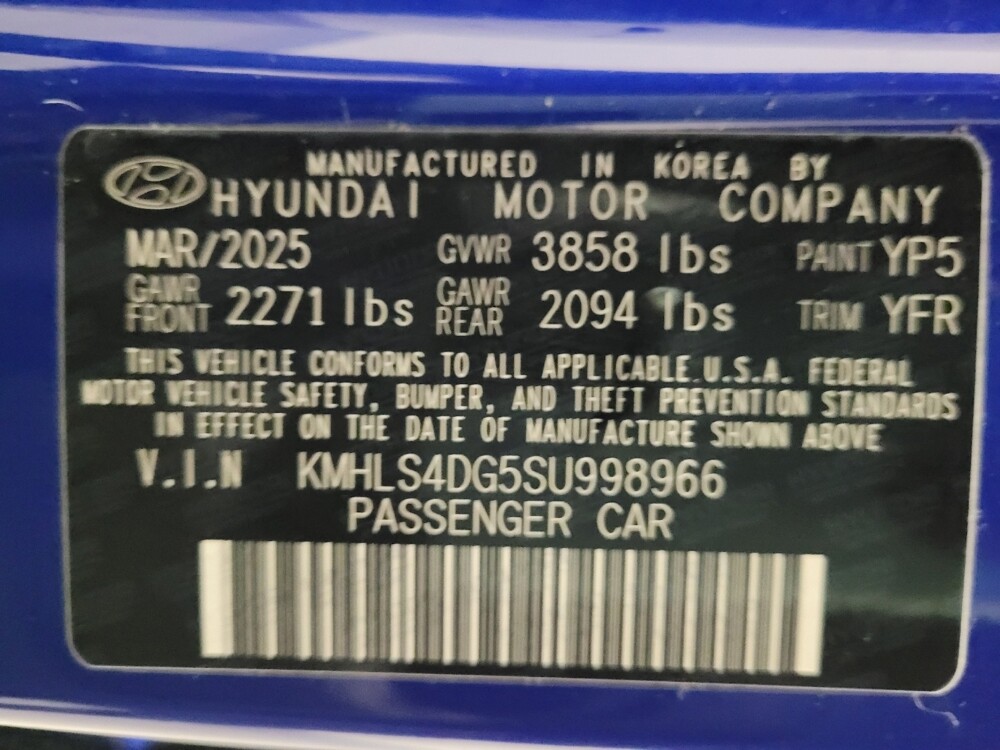 MANUFACTURED IN KOREA BY
HYUNDAI MOTOR COMPANY
MAR/2025 GVWR 3858 lbs PAINT YP5
GAWR FRONT 2271 lbs GAWR REAR 2094 lbs TRIM YFR
THIS VEHICLE CONFORMS TO ALL APPLICABLE U.S.A. FEDERAL
MOTOR VEHICLE SAFETY, BUMPER, AND THEFT PREVENTION STANDARDS
IN EFFECT ON THE DATE OF MANUFACTURE SHOWN ABOVE
V.I.N KMHLS4DG5SU998966
PASSENGER CAR